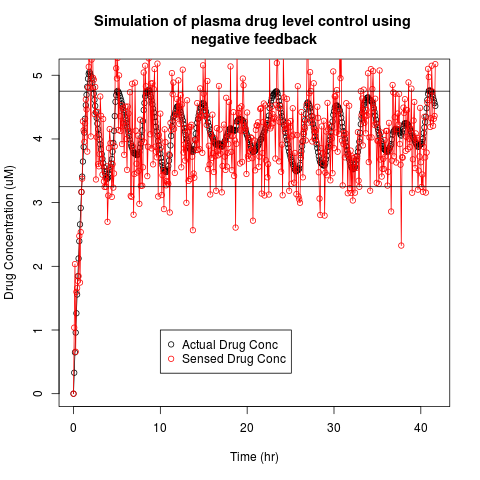 Simulation of plasma drug level control using
negative feedback
5
4
3
2
1
0
Drug Concentration (uM)
Actual Drug Conc
Sensed Drug Conc
0 10 20 30 40
Time (hr)